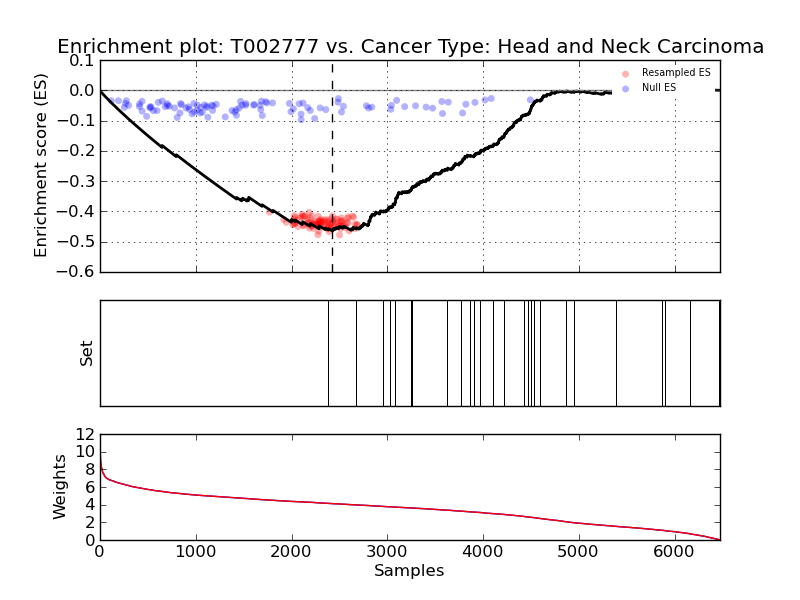 Enrichment plot: T002777 vs. Cancer Type: Head and Neck Carcinoma
0.1
0.0
−0.1
−0.2
−0.3
−0.4
−0.5
−0.6
Enrichment score (ES)
Resampled ES
Null ES
Set
12
10
8
6
4
2
0
Weights
0 1000 2000 3000 4000 5000 6000
Samples